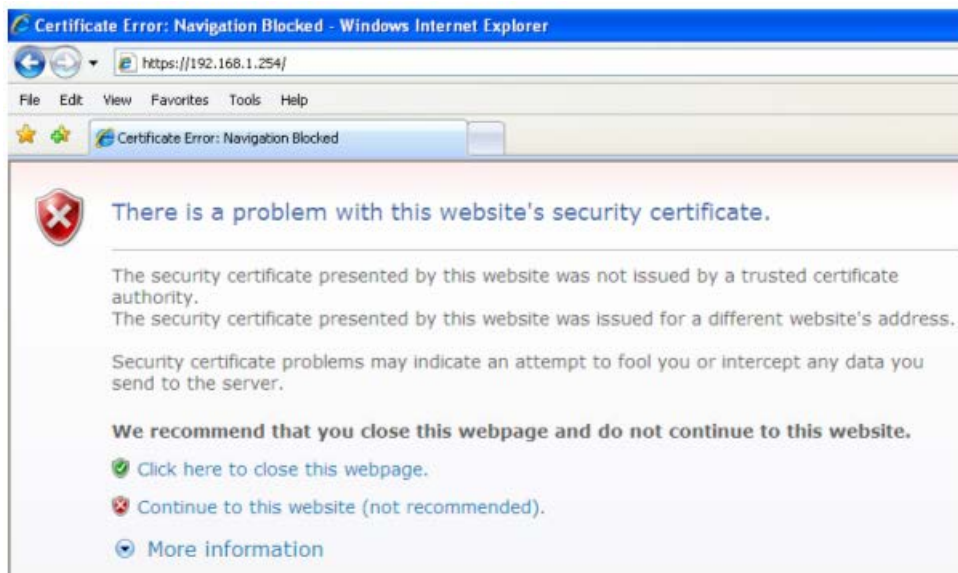 Certificate Error: Navigation Blocked - Windows Internet Explorer
https://192.168.1.254/
File Edit View Favorites Tools Help
Certificate Error: Navigation Blocked
There is a problem with this website's security certificate.
The security certificate presented by this website was not issued by a trusted certificate
authority.
The security certificate presented by this website was issued for a different website's address.
Security certificate problems may indicate an attempt to fool you or intercept any data you
send to the server.
We recommend that you close this webpage and do not continue to this website.
Click here to close this webpage.
Continue to this website (not recommended).
More information